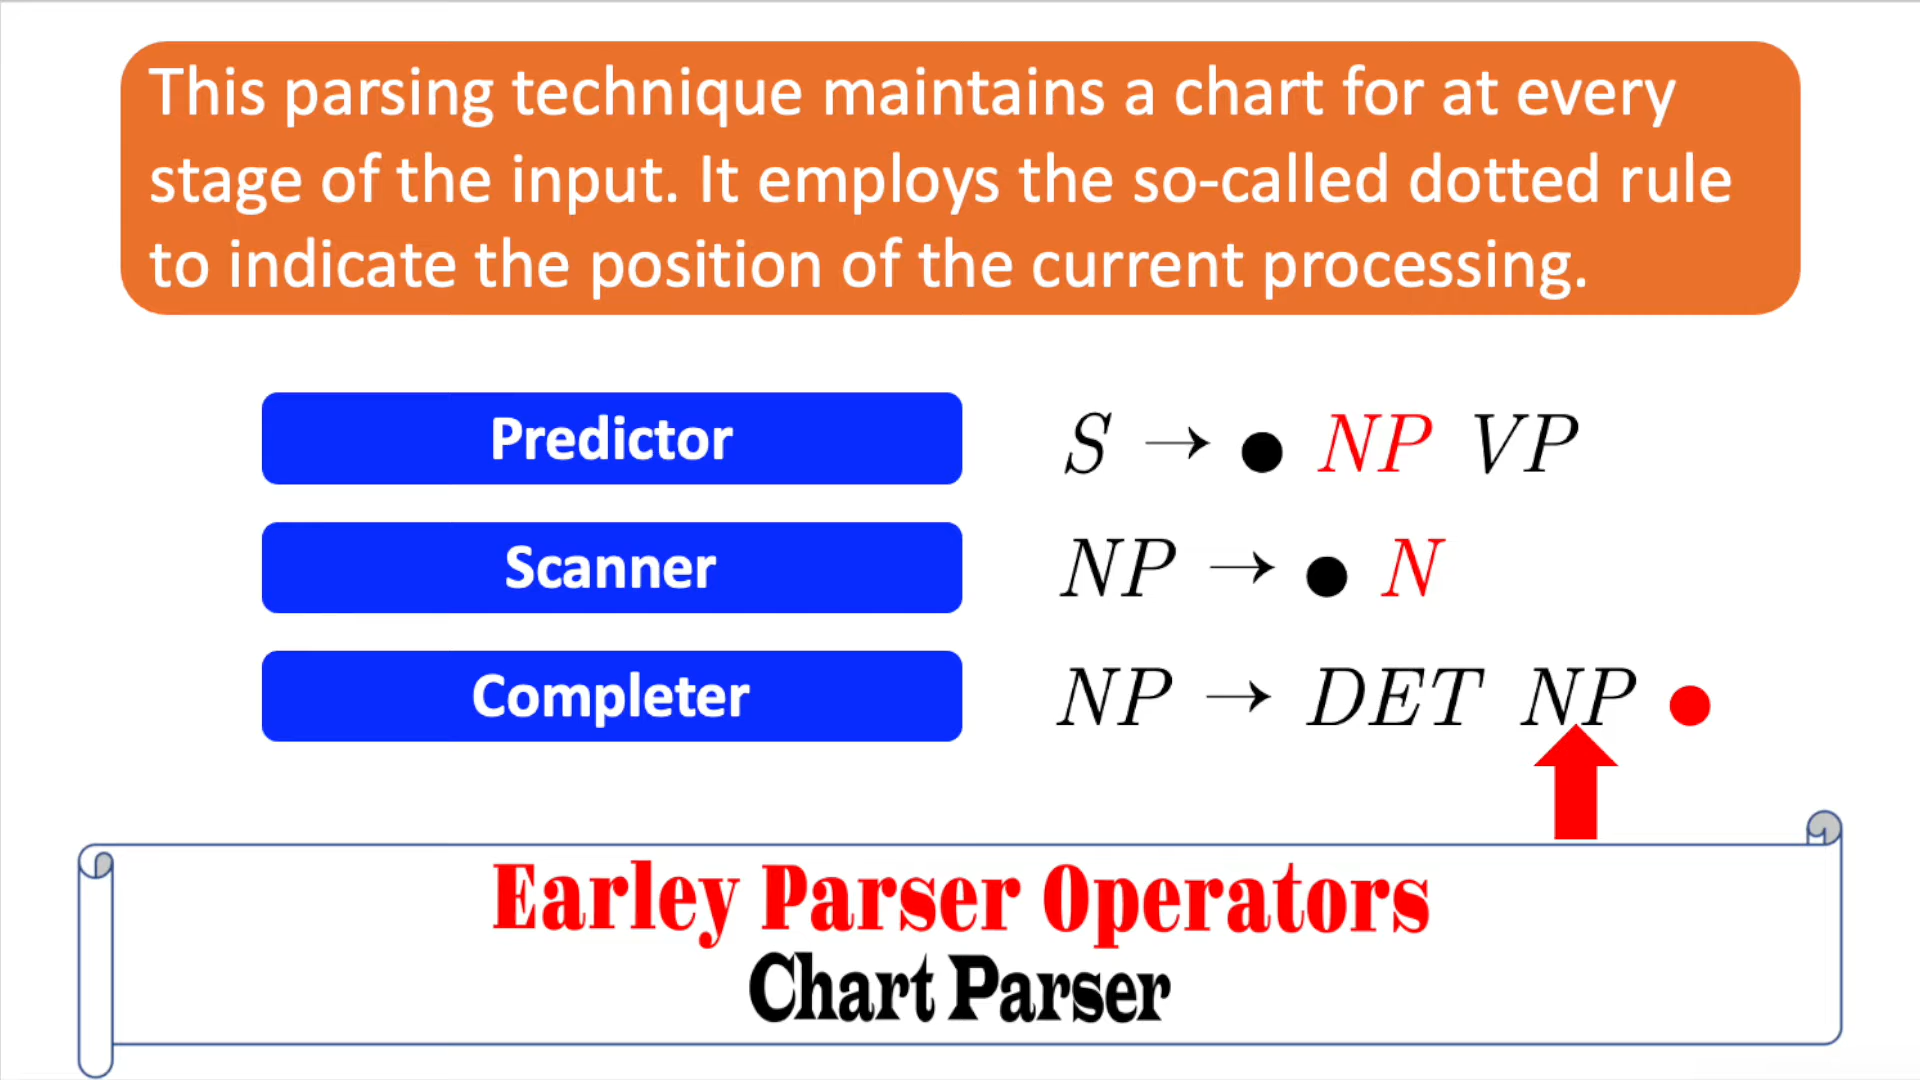 This parsing technique maintains a chart for at every
stage of the input. It employs the so-called dotted rule
to indicate the position of the current processing.
Predictor S → ● NP VP
Scanner NP → ● N
Completer NP → DET NP ●
Earley Parser Operators
Chart Parser